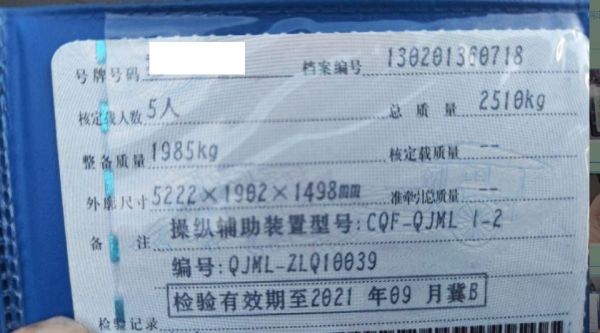 号牌号码 档案编号 130201360718
核定载人数 5人 总质量 2510kg
整备质量 1985kg 核定载质量 --
外廓尺寸 5222×1902×1498mm 准牵引总质量 --
备注 操纵辅助装置型号:CQF-QJML 1-2
编号:QJML-ZLQ10039
检验有效期至2021 年09 月冀B
检验记录